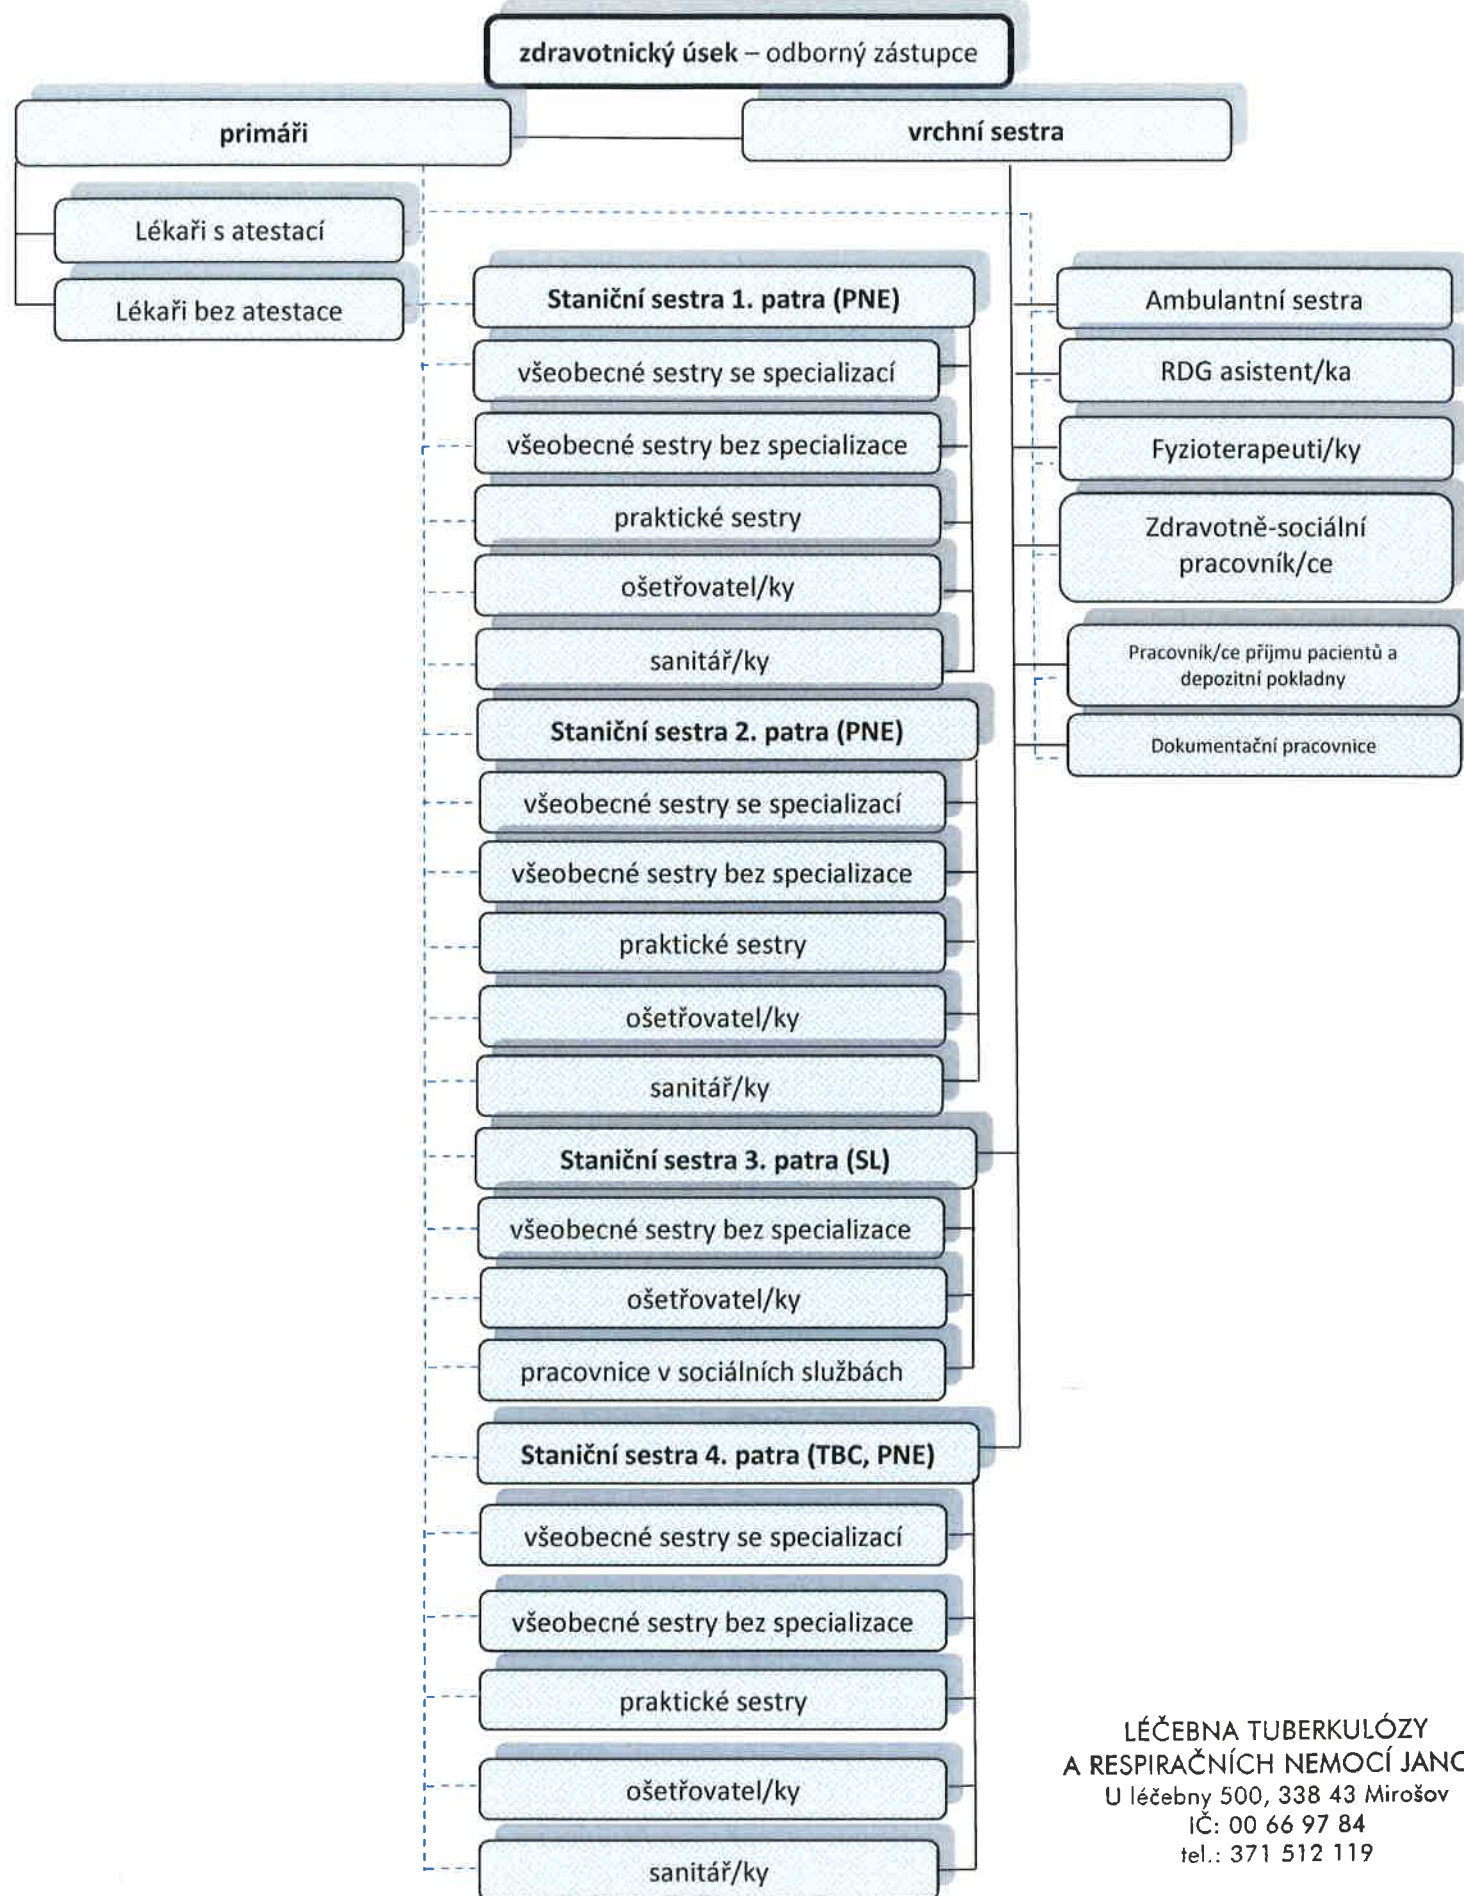 zdravotnický úsek – odborný zástupce
primáři
vrchní sestra
Lékaři s atestací
Lékaři bez atestace
Staniční sestra 1. patra (PNE)
všeobecné sestry se specializací
všeobecné sestry bez specializace
praktické sestry
ošetřovatel/ky
sanitář/ky
Staniční sestra 2. patra (PNE)
všeobecné sestry se specializací
všeobecné sestry bez specializace
praktické sestry
ošetřovatel/ky
sanitář/ky
Staniční sestra 3. patra (SL)
všeobecné sestry bez specializace
ošetřovatel/ky
pracovnice v sociálních službách
Staniční sestra 4. patra (TBC, PNE)
všeobecné sestry se specializací
všeobecné sestry bez specializace
praktické sestry
ošetřovatel/ky
sanitář/ky
Ambulantní sestra
RDG asistent/ka
Fyzioterapeuti/ky
Zdravotně-sociální
pracovník/ce
Pracovník/ce příjmu pacientů a
depozitní pokladny
Dokumentační pracovnice
LÉČEBNA TUBERKULÓZY
A RESPIRAČNÍCH NEMOCÍ
U léčebny 500, 338 43 Mirošov
IČ: 00 66 97 84
tel.: 371 512 119